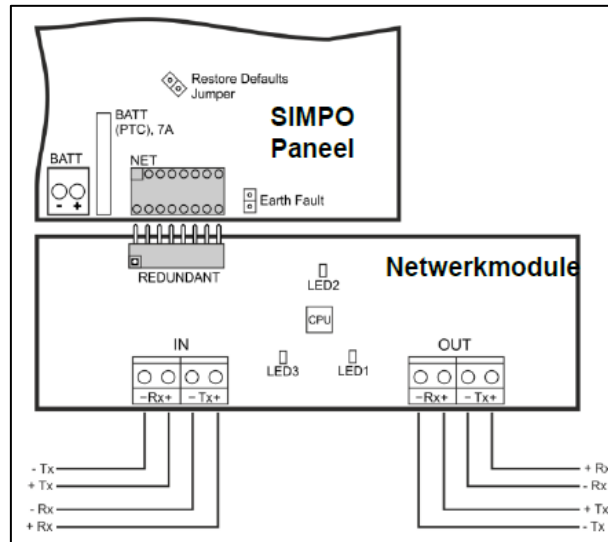 Restore Defaults
Jumper
BATT
(PTC), 7A
SIMPO
Paneel
BATT
NET
- +
Earth Fault
REDUNDANT
LED2
Netwerkmodule
CPU
IN
OUT
LED3
LED1
−Rx+ −Tx+
−Rx+ −Tx+
- Tx
+ Tx
- Rx
+ Rx
+ Rx
- Rx
+ Tx
- Tx